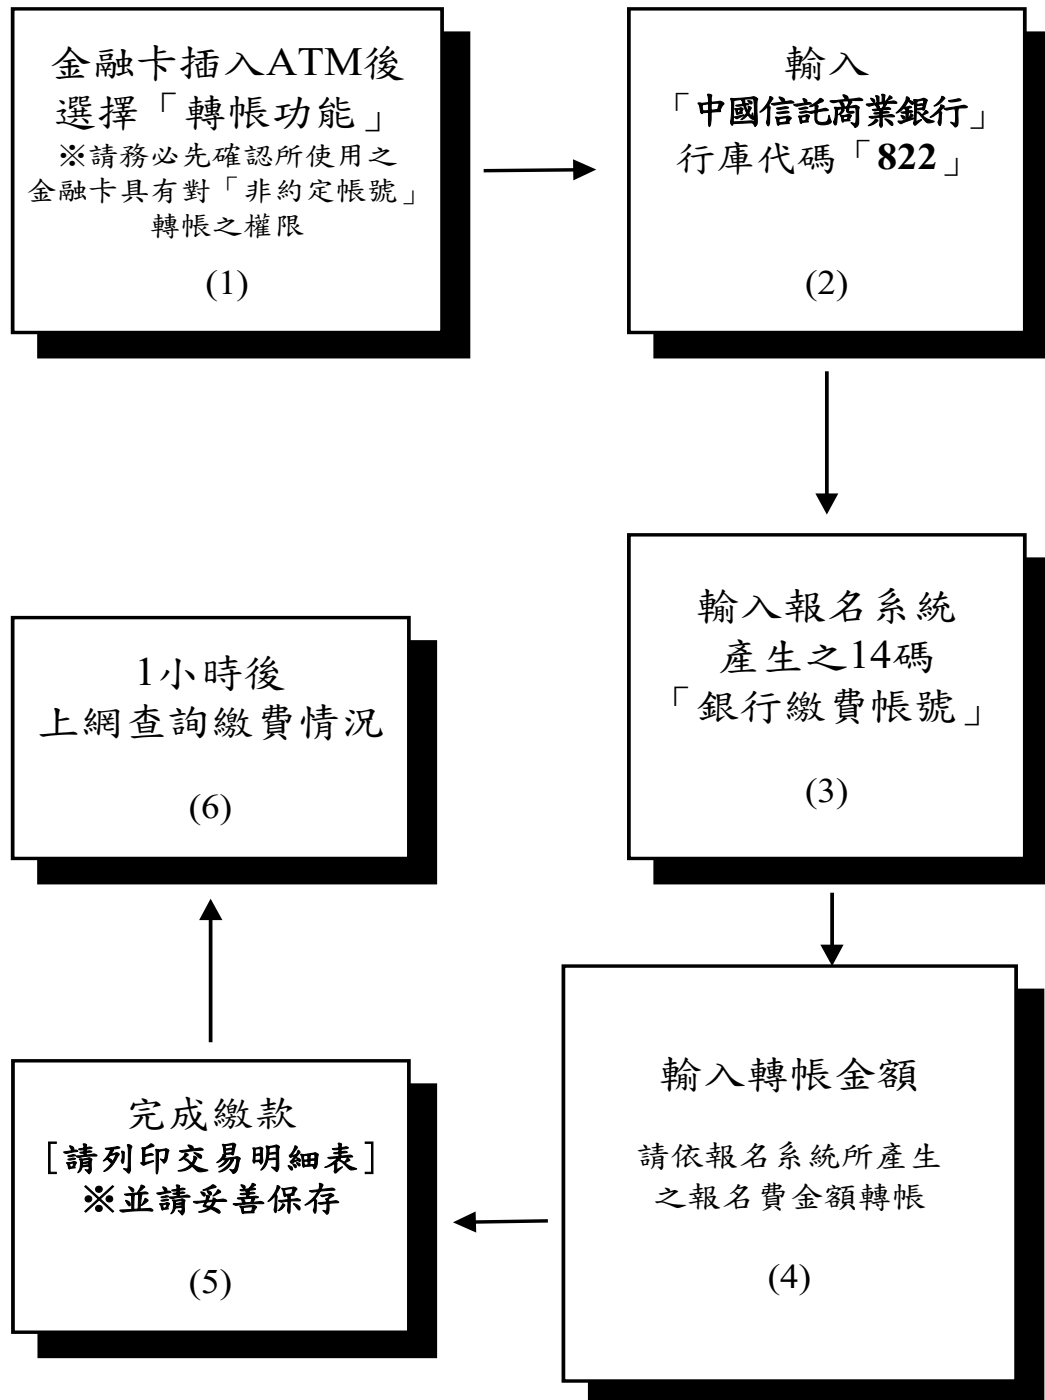 金融卡插入ATM後
選擇「轉帳功能」
※請務必先確認所使用之
金融卡具有對「非約定帳號」
轉帳之權限
(1)
輸入
「中國信託商業銀行」
行庫代碼「822」
(2)
輸入報名系統
產生之14碼
「銀行繳費帳號」
(3)
輸入轉帳金額
請依報名系統所產生
之報名費金額轉帳
(4)
完成繳款
[請列印交易明細表]
※並請妥善保存
(5)
1小時後
上網查詢繳費情況
(6)